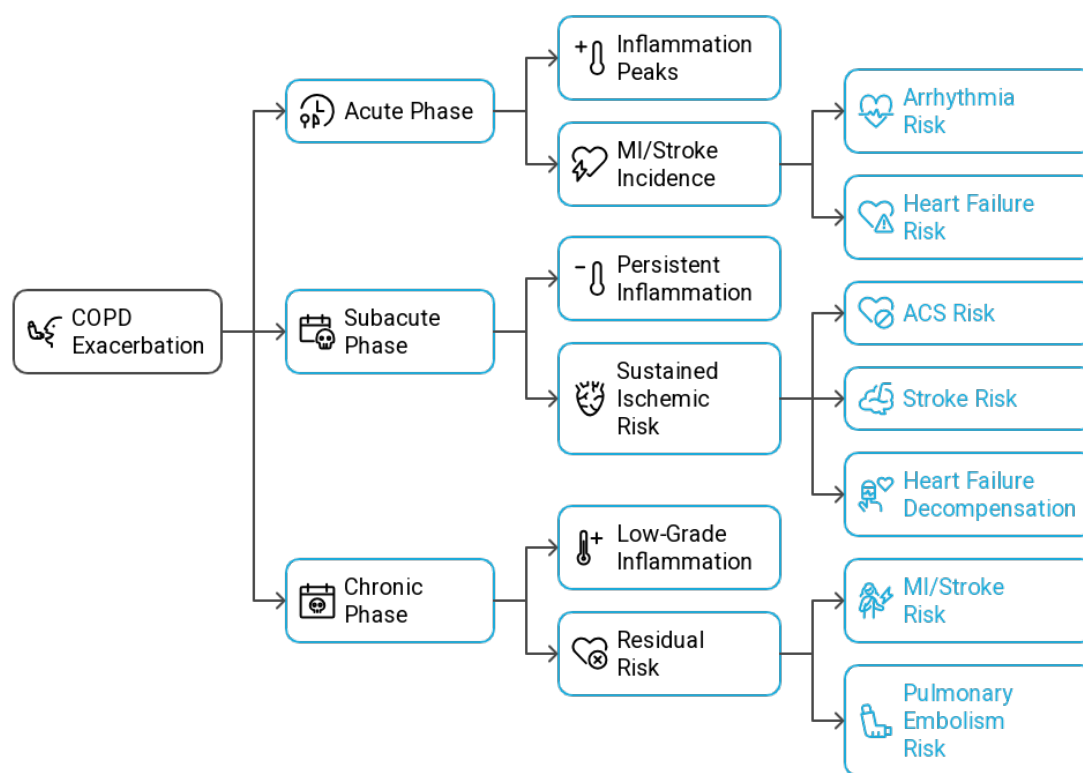 COPD
Exacerbation
Acute Phase
Inflammation
Peaks
MI/Stroke
Incidence
Arrhythmia
Risk
Heart Failure
Risk
Subacute
Phase
Persistent
Inflammation
Sustained
Ischemic
Risk
ACS Risk
Stroke Risk
Heart Failure
Decompensation
Chronic
Phase
Low-Grade
Inflammation
Residual
Risk
MI/Stroke
Risk
Pulmonary
Embolism
Risk